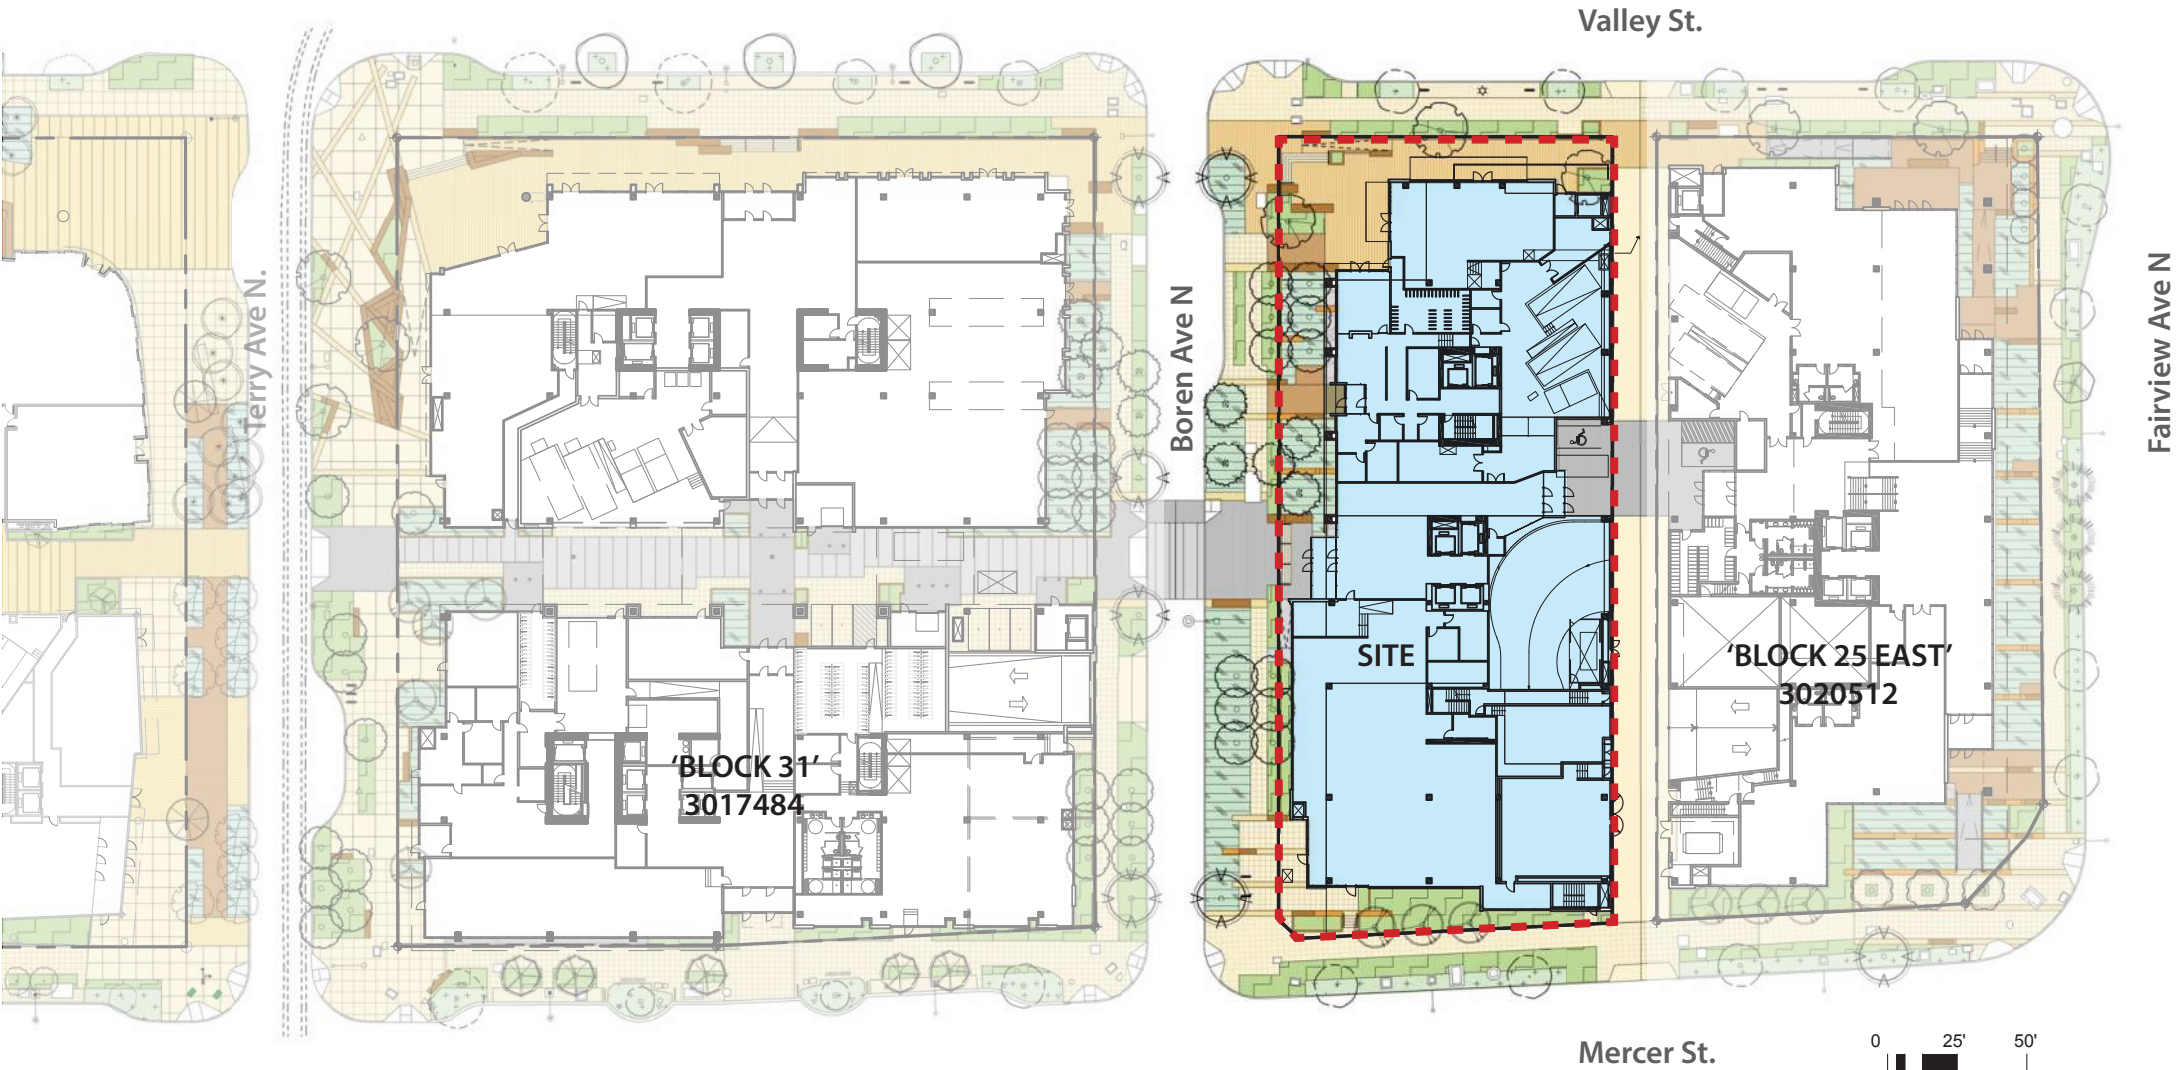 Valley St.
Terry Ave N.
Boren Ave N
Fairview Ave N
SITE
‘BLOCK 25 EAST’
3020512
‘BLOCK 31’
3017484
Mercer St.
0 25' 50'